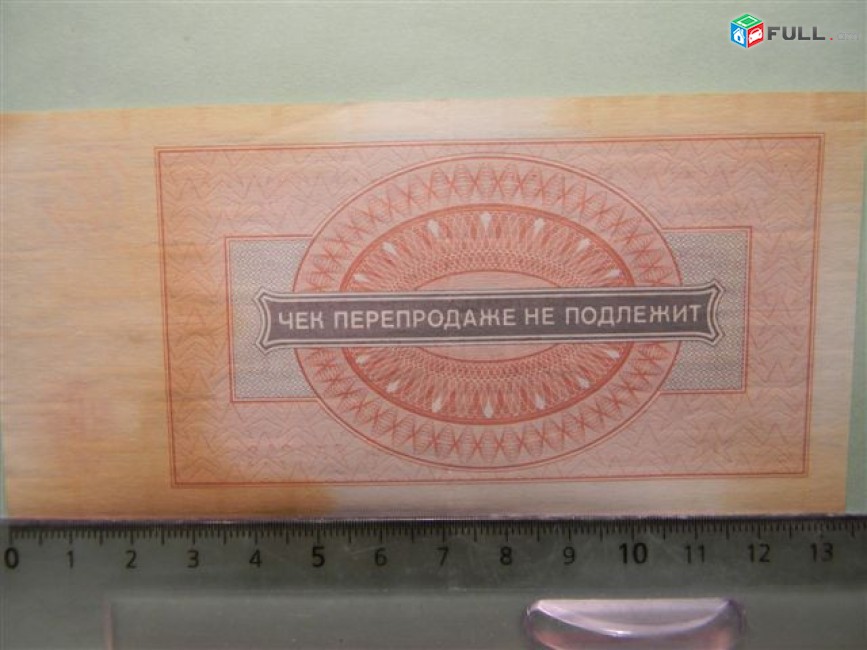 FULL
ЧЕК ПЕРЕПРОДАЖЕ НЕ ПОДЛЕЖИТ
0 1 2 3 4 5 6 7 8 9 10 11 12 13